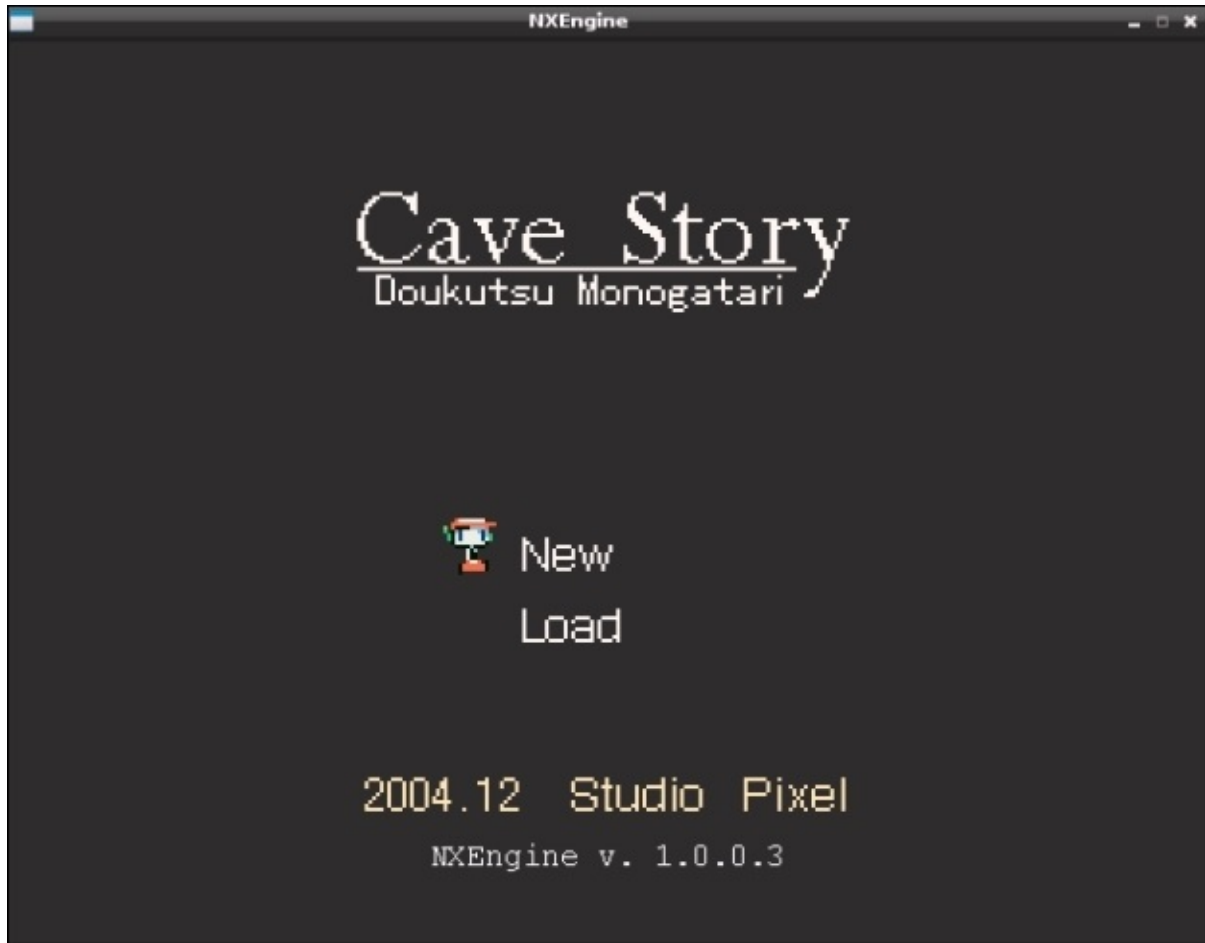 NXEngine
Cave Story
Doukutsu Monogatari
New
Load
2004.12 Studio Pixel
NXEngine v. 1.0.0.3